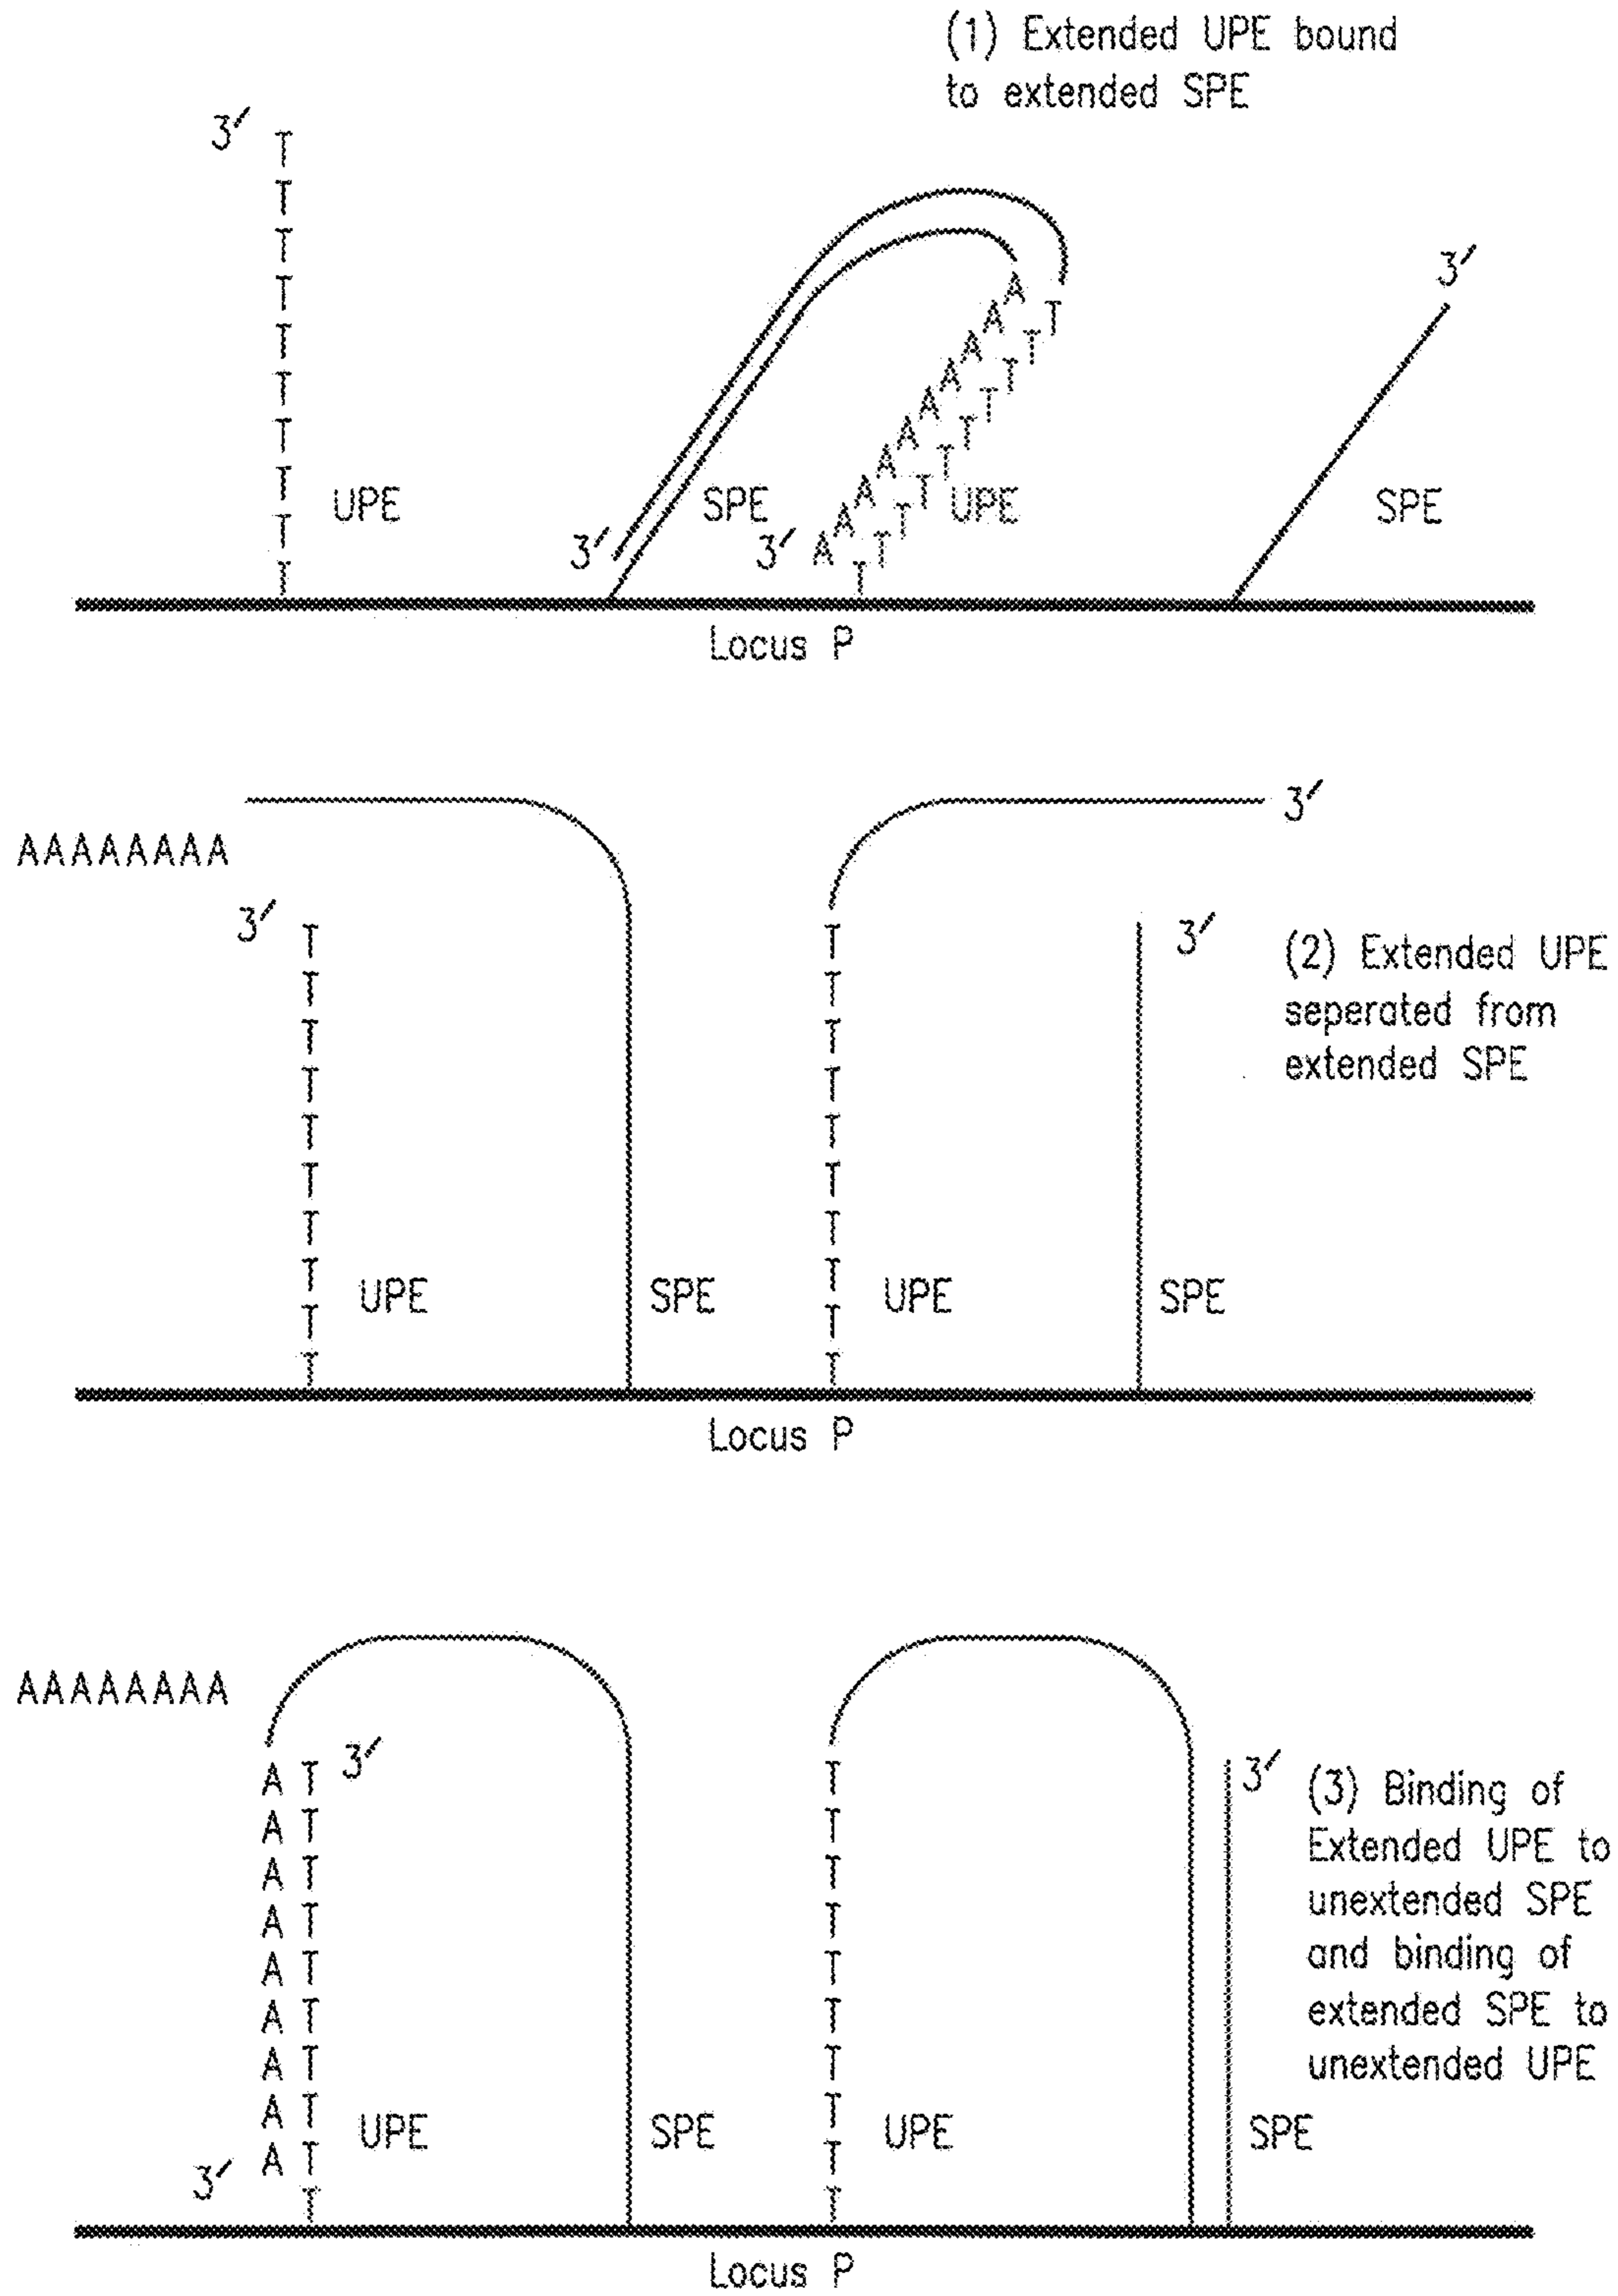 (1) Extended UPE bound
to extended SPE
3′
T
T
T
T
T
T
T
T
T
T
UPE
3′
SPE
3′
A
A
A
A
A
A
A
A
A
A
T
T
T
T
T
T
T
T
T
T
UPE
3′
SPE
Locus P
3′
AAAAAAAA
3′
T
T
T
T
T
T
T
T
T
T
UPE
SPE
T
T
T
T
T
T
T
T
T
T
UPE
3′
SPE
(2) Extended UPE
seperated from
extended SPE
Locus P
AAAAAAAA
3′
A T
A T
A T
A T
A T
A T
A T
A T
A T
T
3′
UPE
SPE
T
T
T
T
T
T
T
T
T
T
UPE
3′
SPE
(3) Binding of
Extended UPE to
unextended SPE
and binding of
extended SPE to
unextended UPE
Locus P